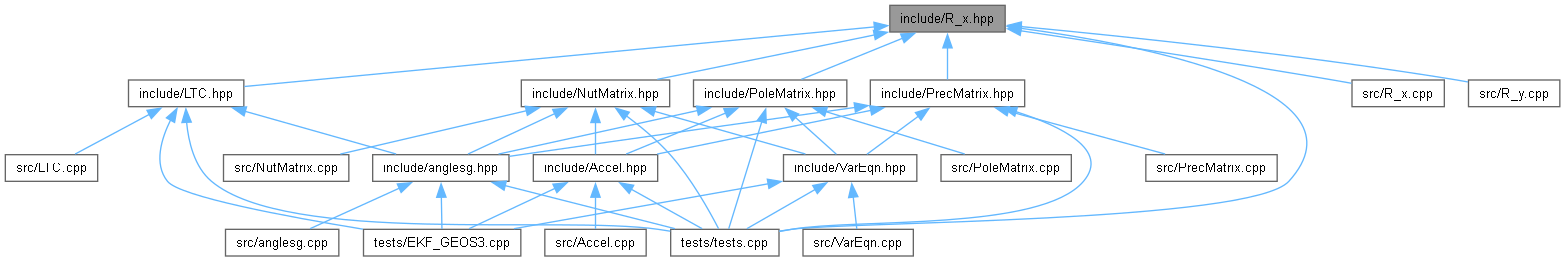 include/R_x.hpp
include/LTC.hpp
include/NutMatrix.hpp
include/PoleMatrix.hpp
include/PrecMatrix.hpp
src/R_x.cpp
src/R_y.cpp
src/LTC.cpp
src/NutMatrix.cpp
include/anglesg.hpp
include/Accel.hpp
include/VarEqn.hpp
src/PoleMatrix.cpp
src/PrecMatrix.cpp
src/anglesg.cpp
tests/EKF_GEOS3.cpp
src/Accel.cpp
tests/tests.cpp
src/VarEqn.cpp